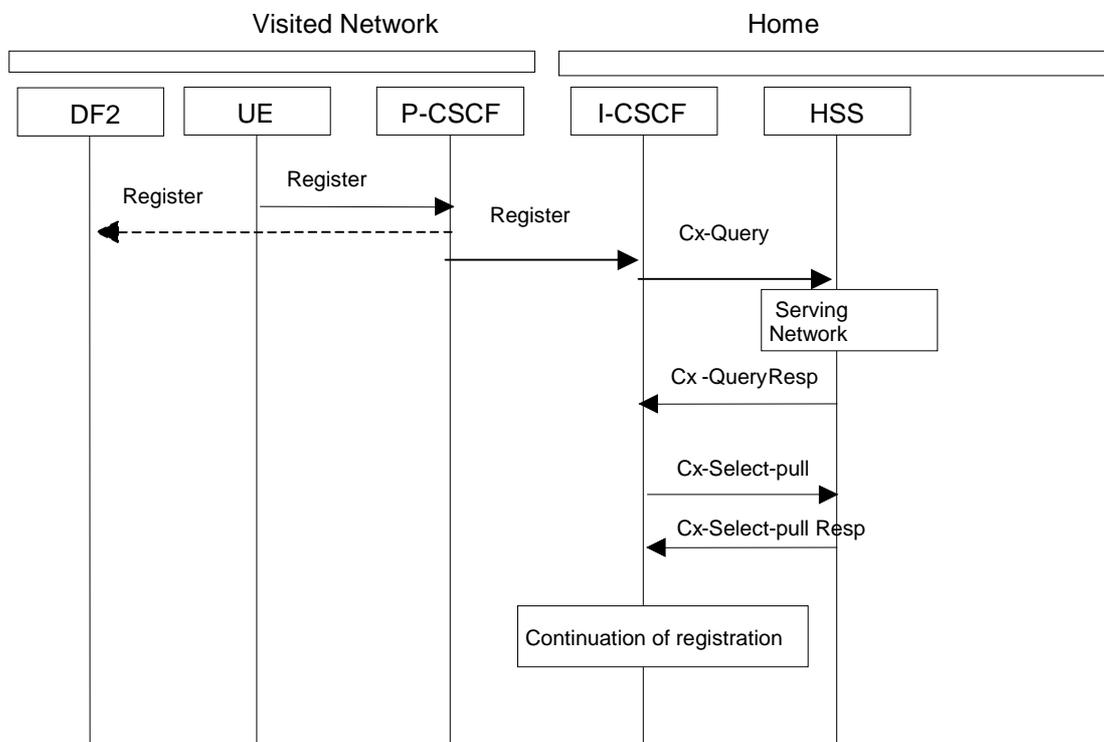 Visited Network
Home
DF2
UE
P-CSCF
I-CSCF
HSS
Register
Register
Register
Cx-Query
Serving
Network
Cx -QueryResp
Cx-Select-pull
Cx-Select-pull Resp
Continuation of registration